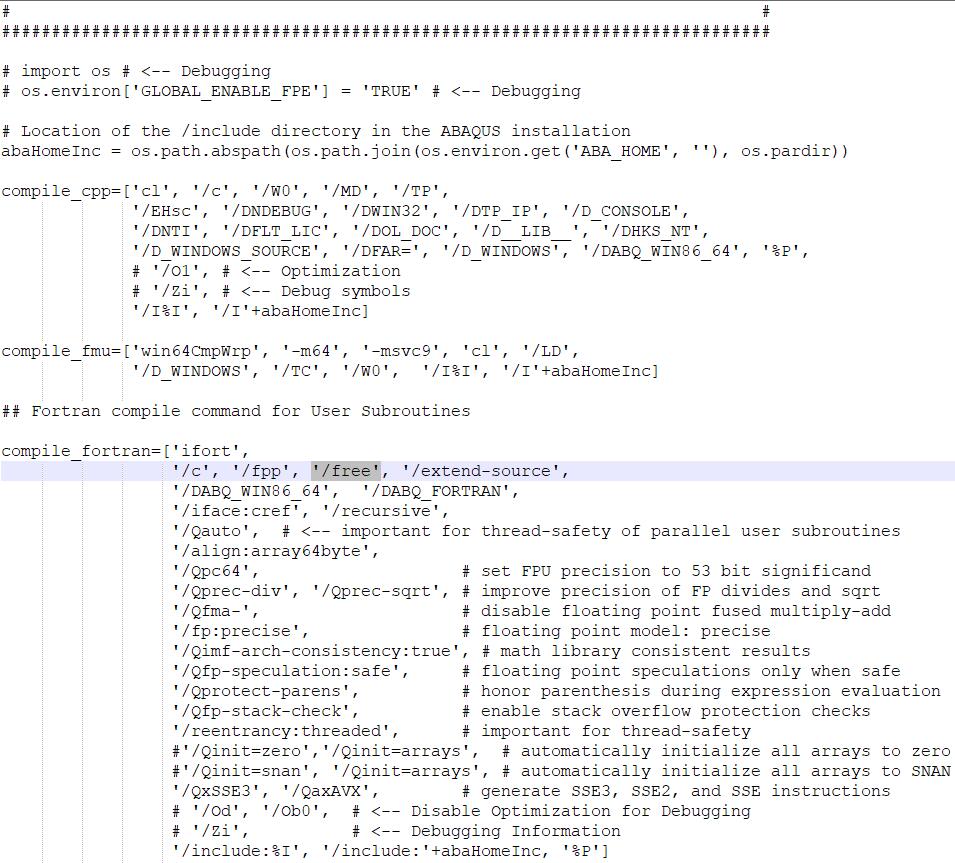 #                                                                           #
#############################################################################

# import os # <-- Debugging
# os.environ['GLOBAL_ENABLE_FPE'] = 'TRUE' # <-- Debugging

# Location of the /include directory in the ABAQUS installation
abaHomeInc = os.path.abspath(os.path.join(os.environ.get('ABA_HOME', ''), os.pardir))

compile_cpp=['cl', '/c', '/W0', '/MD', '/TP',
             '/EHsc', '/DNDEBUG', '/DWIN32', '/DTP_IP', '/D_CONSOLE',
             '/DNTI', '/DFLT_LIC', '/DOL_DOC', '/D__LIB__', '/DHKS_NT',
             '/D_WINDOWS_SOURCE', '/DFAR=', '/D_WINDOWS', '/DABQ_WIN86_64', '%P',
             # '/O1', # <-- Optimization
             # '/Zi', # <-- Debug symbols
             '/I%I', '/I'+abaHomeInc]

compile_fmu=['win64CmpWrp', '-m64', '-msvc9', 'cl', '/LD',
             '/D_WINDOWS', '/TC', '/W0',  '/I%I', '/I'+abaHomeInc]

## Fortran compile command for User Subroutines

compile_fortran=['ifort',
                 '/c', '/fpp', '/free', '/extend-source',
                 '/DABQ_WIN86_64',  '/DABQ_FORTRAN',
                 '/iface:cref', '/recursive',
                 '/Qauto',  # <-- important for thread-safety of parallel user subroutines
                 '/align:array64byte',
                 '/Qpc64',                    # set FPU precision to 53 bit significand
                 '/Qprec-div', '/Qprec-sqrt', # improve precision of FP divides and sqrt
                 '/Qfma-',                    # disable floating point fused multiply-add
                 '/fp:precise',               # floating point model: precise
                 '/Qimf-arch-consistency:true', # math library consistent results
                 '/Qfp-speculation:safe',     # floating point speculations only when safe
                 '/Qprotect-parens',          # honor parenthesis during expression evaluation
                 '/Qfp-stack-check',          # enable stack overflow protection checks
                 '/reentrancy:threaded',      # important for thread-safety
                 #'/Qinit=zero','/Qinit=arrays',  # automatically initialize all arrays to zero
                 #'/Qinit=snan', '/Qinit=arrays', # automatically initialize all arrays to SNAN
                 '/QxSSE3', '/QaxAVX',        # generate SSE3, SSE2, and SSE instructions
                 # '/Od', '/Ob0',  # <-- Disable Optimization for Debugging
                 # '/Zi',          # <-- Debugging Information
                 '/include:%I', '/include:'+abaHomeInc, '%P']